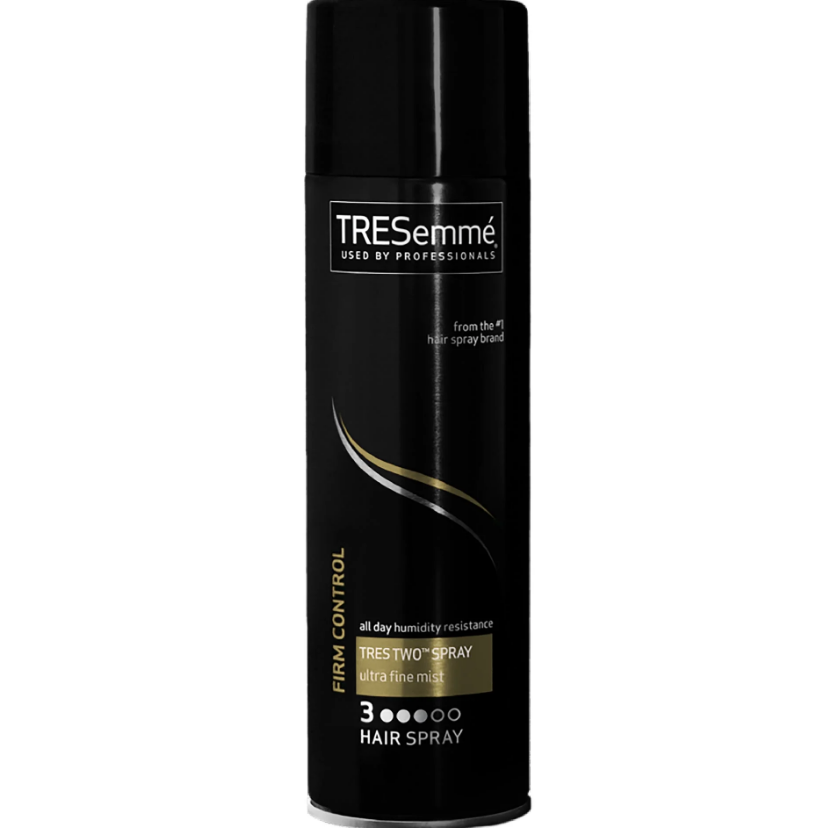 TRESemmé®
USED BY PROFESSIONALS
from the #1
hair spray brand
FIRM CONTROL
all day humidity resistance
TRES TWO™ SPRAY
ultra fine mist
3
HAIR SPRAY